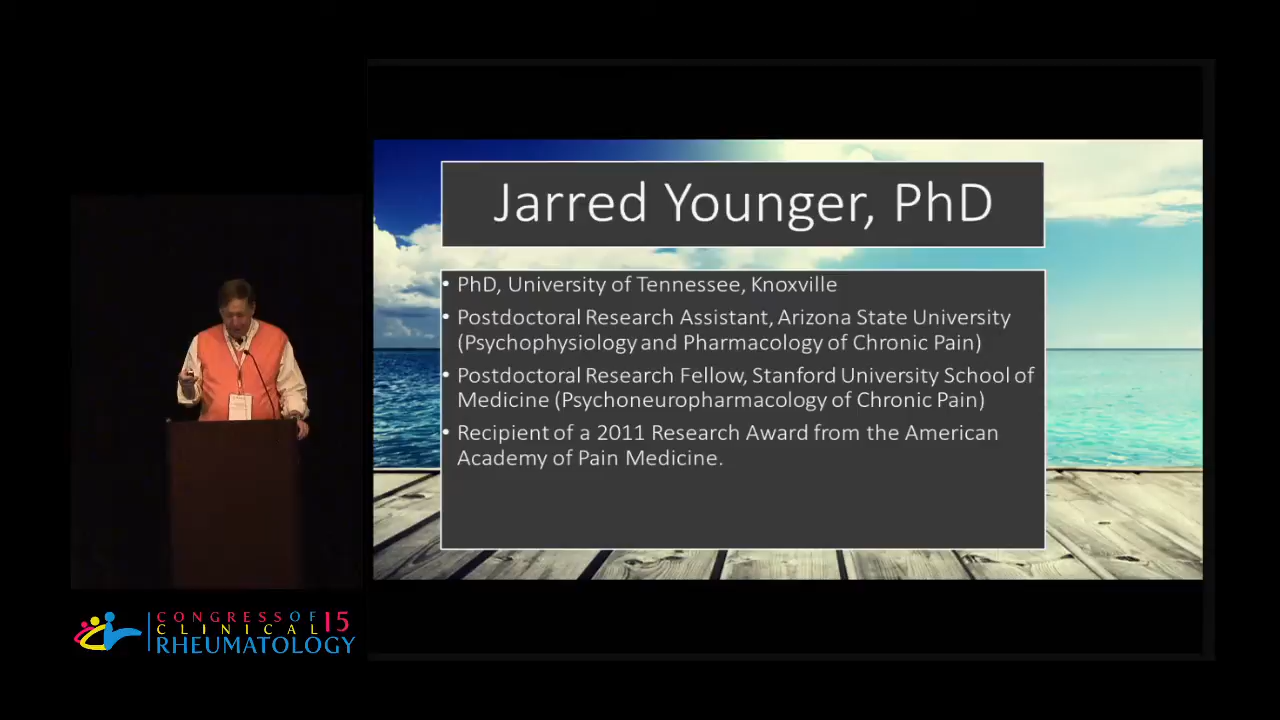 Jarred Younger, PhD
• PhD, University of Tennessee, Knoxville
• Postdoctoral Research Assistant, Arizona State University
(Psychophysiology and Pharmacology of Chronic Pain)
• Postdoctoral Research Fellow, Stanford University School of
Medicine (Psychoneuropharmacology of Chronic Pain)
• Recipient of a 2011 Research Award from the American
Academy of Pain Medicine.
CONGRESS OF 15
CLINICAL
RHEUMATOLOGY